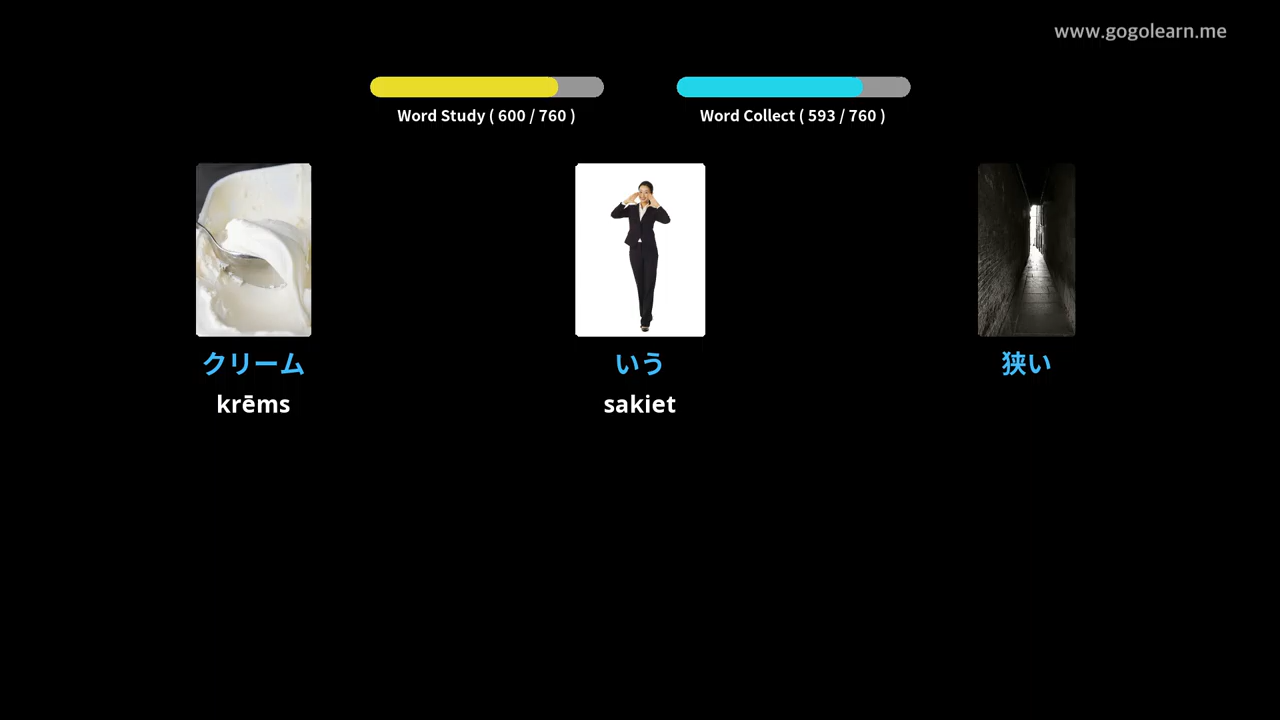 www.gogolearn.me
Word Study ( 600 / 760 )
Word Collect ( 593 / 760 )
クリーム
いう
狭い
krēms
sakiet